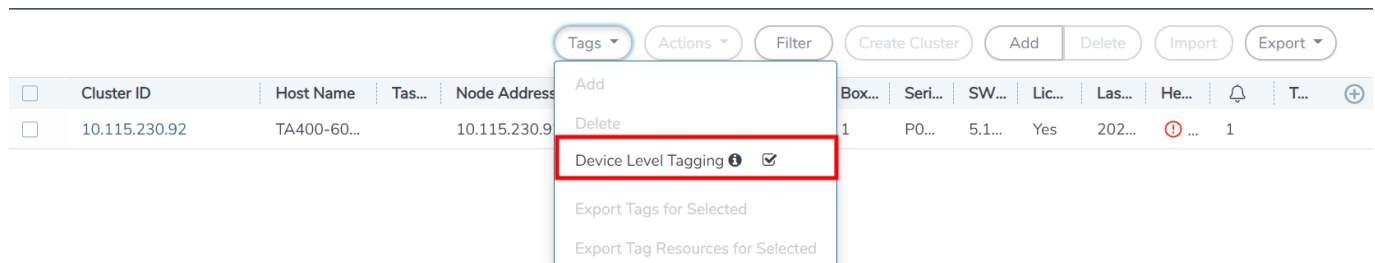 Tags Actions Filter Create Cluster Add Delete Import Export
Cluster ID Host Name Tas... Node Address Box... Seri... SW... Lic... Las... He... T...
10.115.230.92 TA400-60... 10.115.230.9 1 P0... 5.1... Yes 202... ... 1
Add
Delete
Device Level Tagging
Export Tags for Selected
Export Tag Resources for Selected